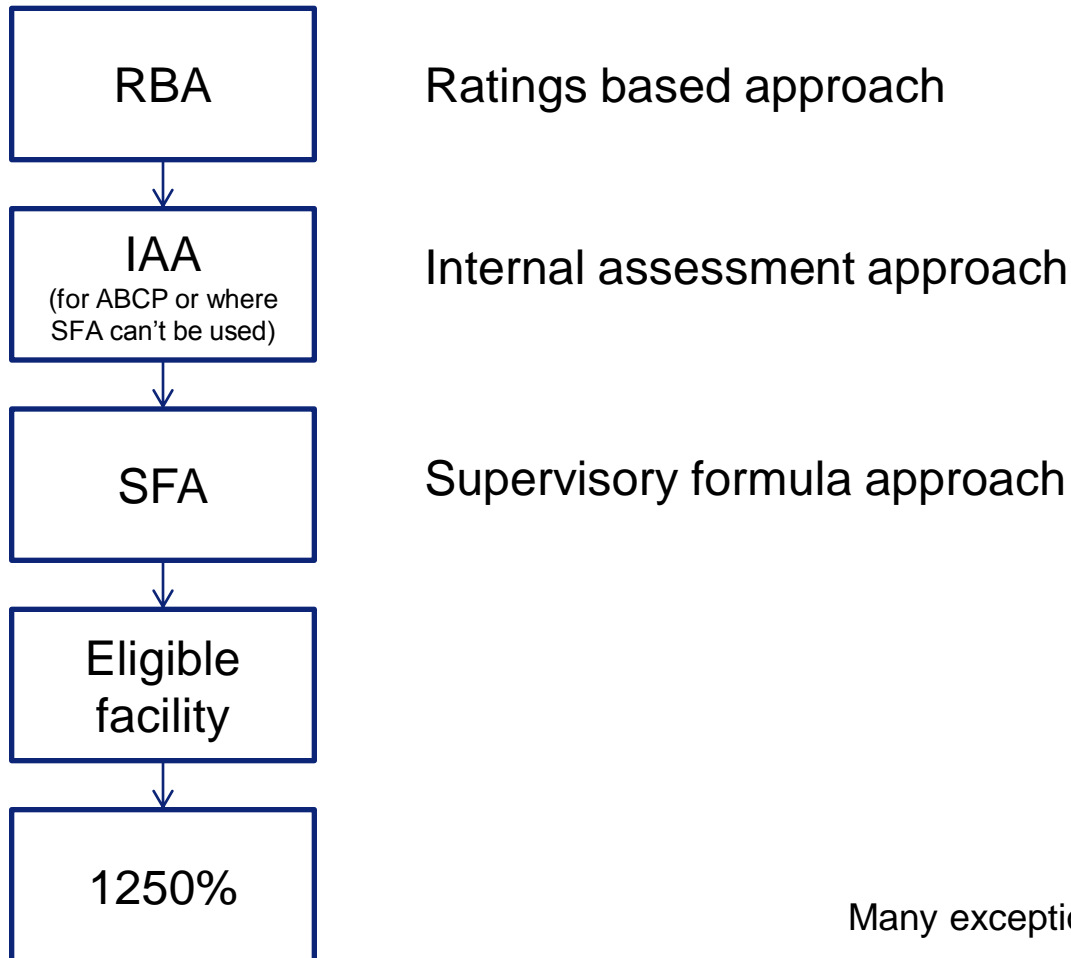 RBA
Ratings based approach
IAA
(for ABCP or where
SFA can't be used)
Internal assessment approach
SFA
Supervisory formula approach
Eligible
facility
1250%
Many